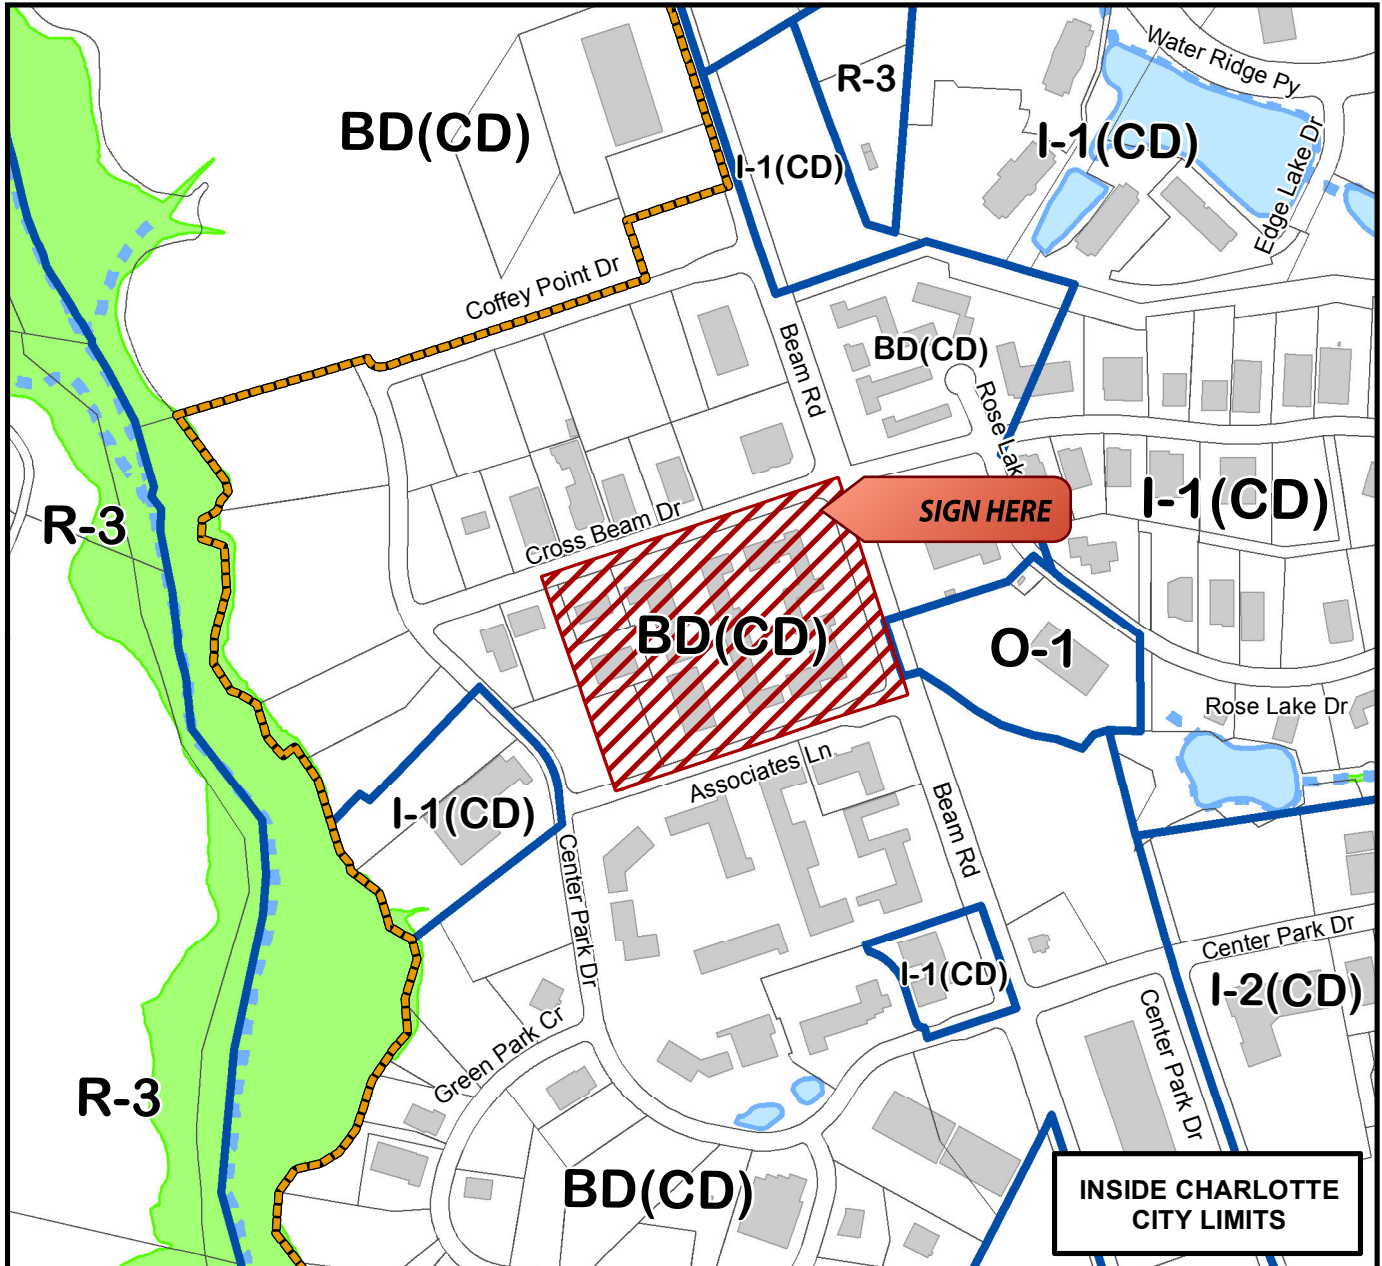 Water Ridge Py
R-3
BD(CD)
I-1(CD)
I-1(CD)
Edge Lake Dr
Coffey Point Dr
Beam Rd
BD(CD)
Rose Lak
I-1(CD)
SIGN HERE
R-3
Cross Beam Dr
BD(CD)
O-1
Rose Lake Dr
Associates Ln
I-1(CD)
Beam Rd
Center Park Dr
Center Park Dr
I-1(CD)
I-2(CD)
Center Park Dr
Green Park Cr
R-3
BD(CD)
INSIDE CHARLOTTE
CITY LIMITS